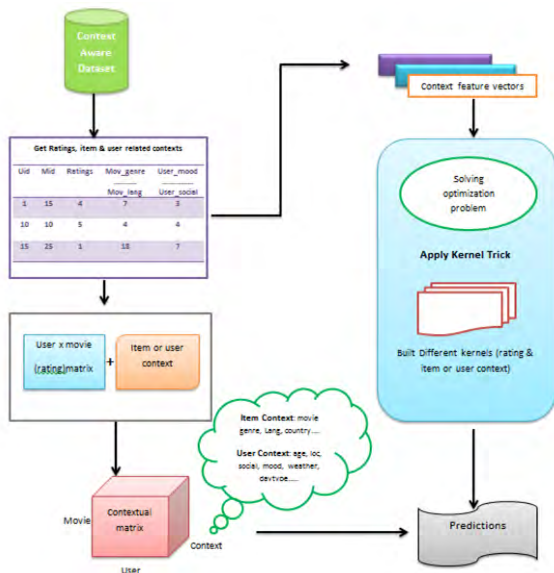 Context
Aware
Dataset
Get Ratings, item & user related contexts
Uid Mid Ratings Mov_genre User_mood
Mov_lang User_social
1 15 4 7 3
10 10 5 4 4
15 25 1 18 7
User x movie
(rating)matrix
+
Item or user
context
Item Context: movie
genre, Lang, country.....
User Context: age, loc,
social, mood, weather,
devtype.....
Movie
Contextual
matrix
Context
User
Context feature vectors
Solving
optimization
problem
Apply Kernel Trick
Built Different kernels (rating &
item or user context)
Predictions